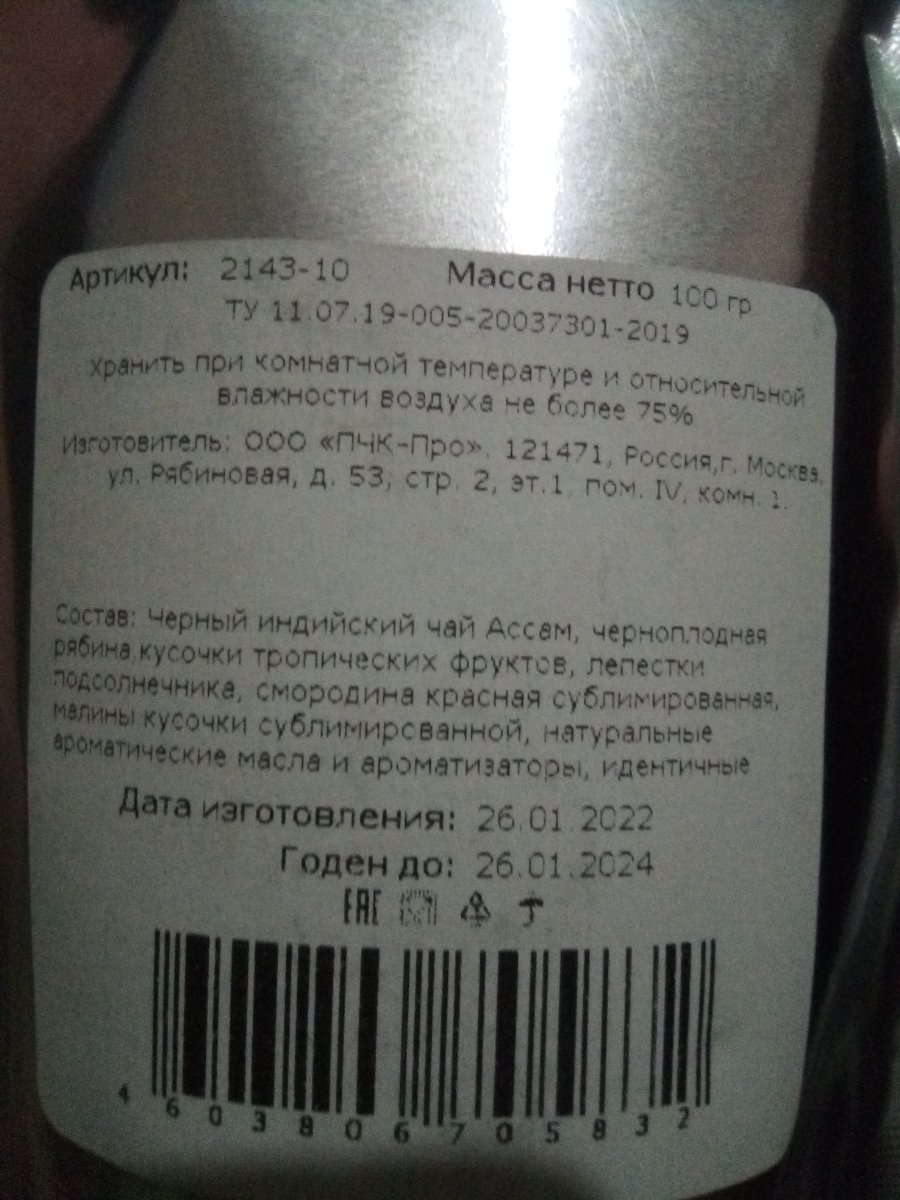 Артикул: 2143-10 Масса нетто 100 гр.
ТУ 11.07.19-005-20037301-2019
хранить при комнатной температуре и относительной
влажности воздуха не более 75%
Изготовитель: ООО «ПЧК-Про». 121471, Россия,г. Москва,
ул. Рябиновая, д. 53, стр. 2, эт.1, пом. IV, комн. 1.
Состав: Черный индийский чай Ассам, черноплодная
рябина,кусочки тропических фруктов, лепестки
подсолнечника, смородина красная сублимированная,
малины кусочки сублимированной, натуральные
ароматические масла и ароматизаторы, идентичные
Дата изготовления: 26.01.2022
Годен до: 26.01.2024
EAC
4 603806 705832